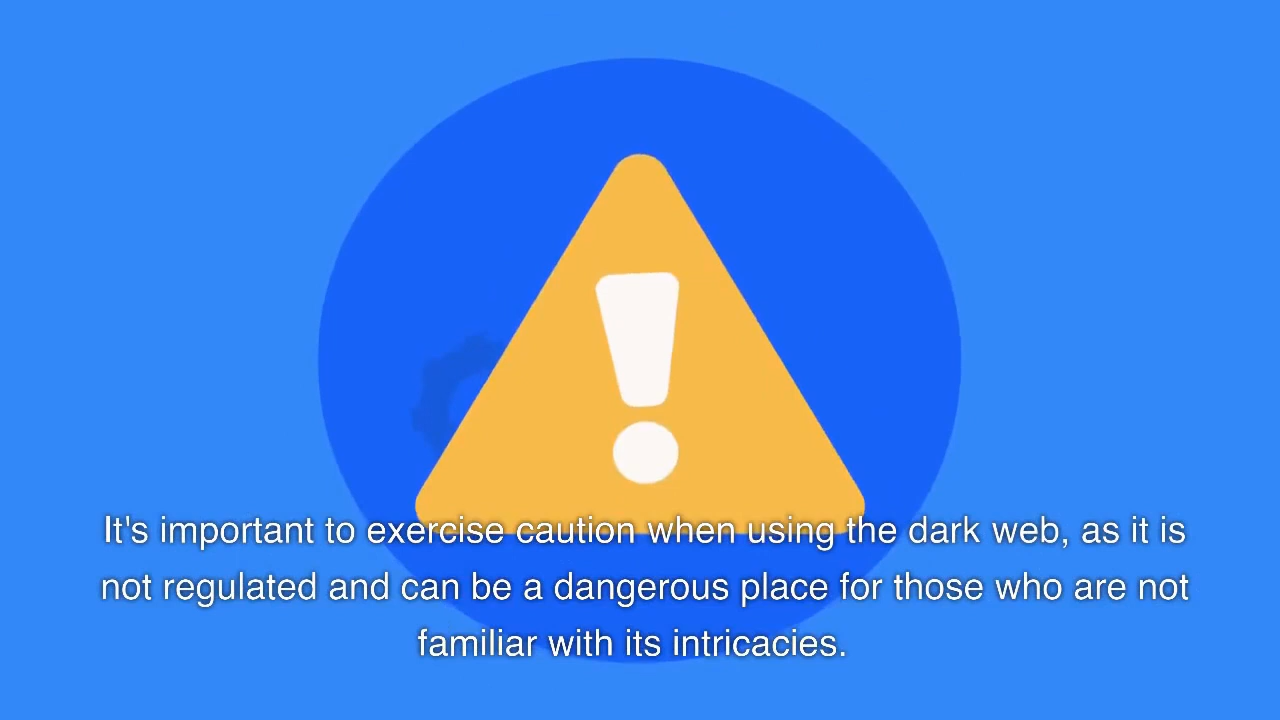 It's important to exercise caution when using the dark web, as it is
not regulated and can be a dangerous place for those who are not
familiar with its intricacies.